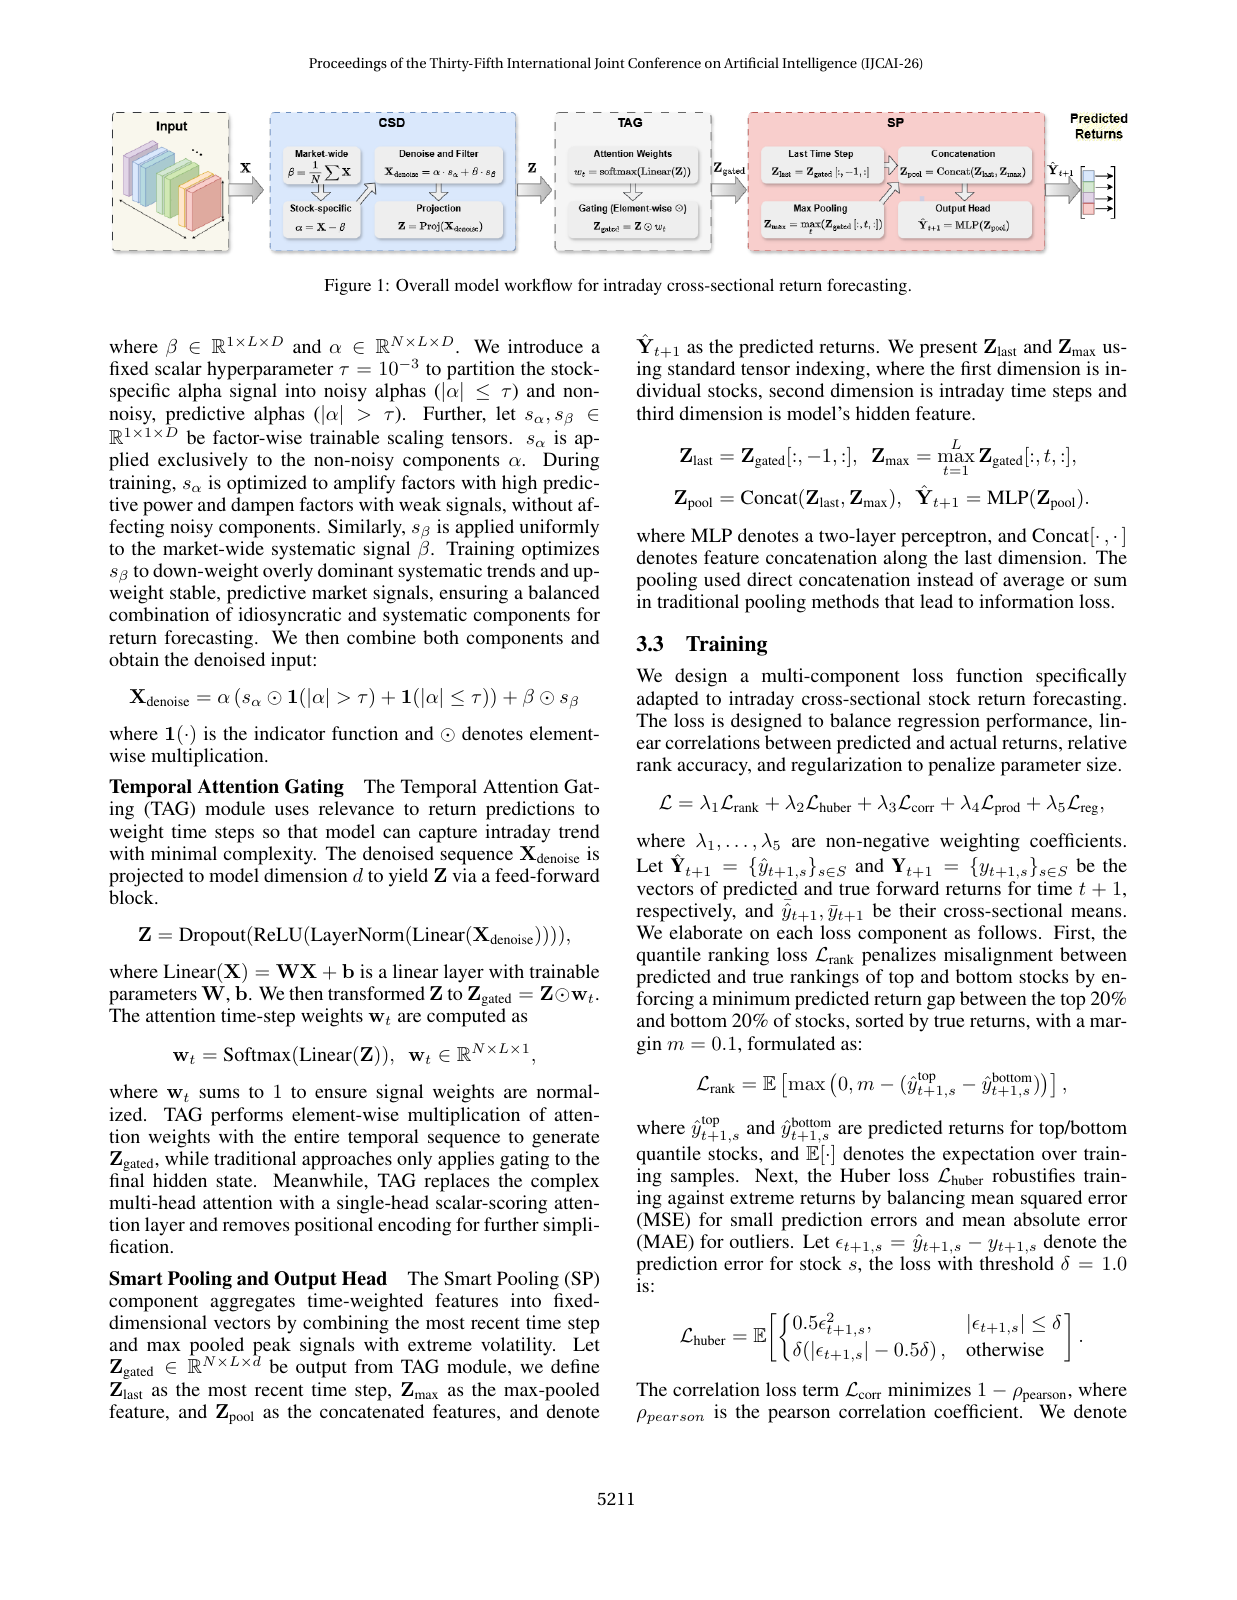 Proceedings of the Thirty-Fifth International Joint Conference on Artificial Intelligence (IJCAI-26)
Input
X
CSD
Market-wide
β = 1/N ∑ X
Stock-specific
α = X − β
Denoise and Filter
X_denoise = α · s_α + β · s_β
Projection
Z = Proj(X_denoise)
Z
TAG
Attention Weights
w_t = softmax(Linear(Z))
Gating (Element-wise ⊙)
Z_gated = Z ⊙ w_t
Z_gated
SP
Last Time Step
Z_last = Z_gated [:, −1, :]
Max Pooling
Z_max = max_t(Z_gated [:, t, :])
Concatenation
Z_pool = Concat(Z_last, Z_max)
Output Head
Ŷ_t+1 = MLP(Z_pool)
Ŷ_t+1
Predicted
Returns
Figure 1: Overall model workflow for intraday cross-sectional return forecasting.
where β ∈ ℝ^{1×L×D} and α ∈ ℝ^{N×L×D}. We introduce a
fixed scalar hyperparameter τ = 10^{−3} to partition the stock-
specific alpha signal into noisy alphas (|α| ≤ τ) and non-
noisy, predictive alphas (|α| > τ). Further, let s_α, s_β ∈
ℝ^{1×1×D} be factor-wise trainable scaling tensors. s_α is ap-
plied exclusively to the non-noisy components α. During
training, s_α is optimized to amplify factors with high predic-
tive power and dampen factors with weak signals, without af-
fecting noisy components. Similarly, s_β is applied uniformly
to the market-wide systematic signal β. Training optimizes
s_β to down-weight overly dominant systematic trends and up-
weight stable, predictive market signals, ensuring a balanced
combination of idiosyncratic and systematic components for
return forecasting. We then combine both components and
obtain the denoised input:
X_denoise = α (s_α ⊙ 1(|α| > τ) + 1(|α| ≤ τ)) + β ⊙ s_β
where 1(·) is the indicator function and ⊙ denotes element-
wise multiplication.
Temporal Attention Gating The Temporal Attention Gat-
ing (TAG) module uses relevance to return predictions to
weight time steps so that model can capture intraday trend
with minimal complexity. The denoised sequence X_denoise is
projected to model dimension d to yield Z via a feed-forward
block.
Z = Dropout(ReLU(LayerNorm(Linear(X_denoise)))),
where Linear(X) = WX + b is a linear layer with trainable
parameters W, b. We then transformed Z to Z_gated = Z⊙w_t.
The attention time-step weights w_t are computed as
w_t = Softmax(Linear(Z)), w_t ∈ ℝ^{N×L×1},
where w_t sums to 1 to ensure signal weights are normal-
ized. TAG performs element-wise multiplication of atten-
tion weights with the entire temporal sequence to generate
Z_gated, while traditional approaches only applies gating to the
final hidden state. Meanwhile, TAG replaces the complex
multi-head attention with a single-head scalar-scoring atten-
tion layer and removes positional encoding for further simpli-
fication.
Smart Pooling and Output Head The Smart Pooling (SP)
component aggregates time-weighted features into fixed-
dimensional vectors by combining the most recent time step
and max pooled peak signals with extreme volatility. Let
Z_gated ∈ ℝ^{N×L×d} be output from TAG module, we define
Z_last as the most recent time step, Z_max as the max-pooled
feature, and Z_pool as the concatenated features, and denote
Ŷ_{t+1} as the predicted returns. We present Z_last and Z_max us-
ing standard tensor indexing, where the first dimension is in-
dividual stocks, second dimension is intraday time steps and
third dimension is model's hidden feature.
Z_last = Z_gated[:, −1, :], Z_max = max_{t=1}^{L} Z_gated[:, t, :],
Z_pool = Concat(Z_last, Z_max), Ŷ_{t+1} = MLP(Z_pool).
where MLP denotes a two-layer perceptron, and Concat[· , ·]
denotes feature concatenation along the last dimension. The
pooling used direct concatenation instead of average or sum
in traditional pooling methods that lead to information loss.
3.3 Training
We design a multi-component loss function specifically
adapted to intraday cross-sectional stock return forecasting.
The loss is designed to balance regression performance, lin-
ear correlations between predicted and actual returns, relative
rank accuracy, and regularization to penalize parameter size.
ℒ = λ_1ℒ_rank + λ_2ℒ_huber + λ_3ℒ_corr + λ_4ℒ_prod + λ_5ℒ_reg,
where λ_1, . . . , λ_5 are non-negative weighting coefficients.
Let Ŷ_{t+1} = {ŷ_{t+1,s}}_{s∈S} and Y_{t+1} = {y_{t+1,s}}_{s∈S} be the
vectors of predicted and true forward returns for time t + 1,
respectively, and ŷ̄_{t+1}, ȳ_{t+1} be their cross-sectional means.
We elaborate on each loss component as follows. First, the
quantile ranking loss ℒ_rank penalizes misalignment between
predicted and true rankings of top and bottom stocks by en-
forcing a minimum predicted return gap between the top 20%
and bottom 20% of stocks, sorted by true returns, with a mar-
gin m = 0.1, formulated as:
ℒ_rank = 𝔼 [max (0, m − (ŷ^{top}_{t+1,s} − ŷ^{bottom}_{t+1,s}))] ,
where ŷ^{top}_{t+1,s} and ŷ^{bottom}_{t+1,s} are predicted returns for top/bottom
quantile stocks, and 𝔼[·] denotes the expectation over train-
ing samples. Next, the Huber loss ℒ_huber robustifies train-
ing against extreme returns by balancing mean squared error
(MSE) for small prediction errors and mean absolute error
(MAE) for outliers. Let ϵ_{t+1,s} = ŷ_{t+1,s} − y_{t+1,s} denote the
prediction error for stock s, the loss with threshold δ = 1.0
is:
ℒ_huber = 𝔼[{0.5ϵ²_{t+1,s}, |ϵ_{t+1,s}| ≤ δ
δ(|ϵ_{t+1,s}| − 0.5δ) , otherwise] .
The correlation loss term ℒ_corr minimizes 1 − ρ_pearson, where
ρ_pearson is the pearson correlation coefficient. We denote
5211